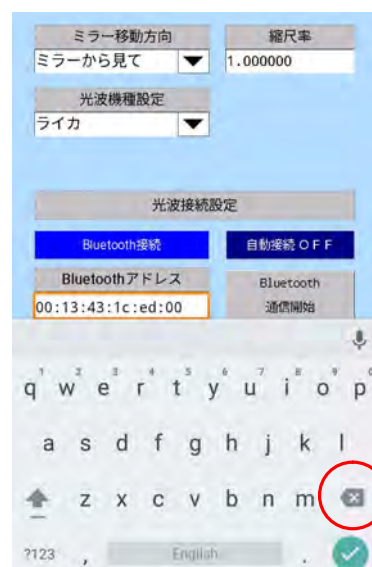 ミラー移動方向
縮尺率
ミラーから見て
1.000000
光波機種設定
ライカ
光波接続設定
Bluetooth接続
自動接続OFF
Bluetoothアドレス
Bluetooth
通信開始
00:13:43:1c:ed:00
1 2 3 4 5 6 7 8 9 0
q w e r t y u i o p
a s d f g h j k l
z x c v b n m
?123 , English .